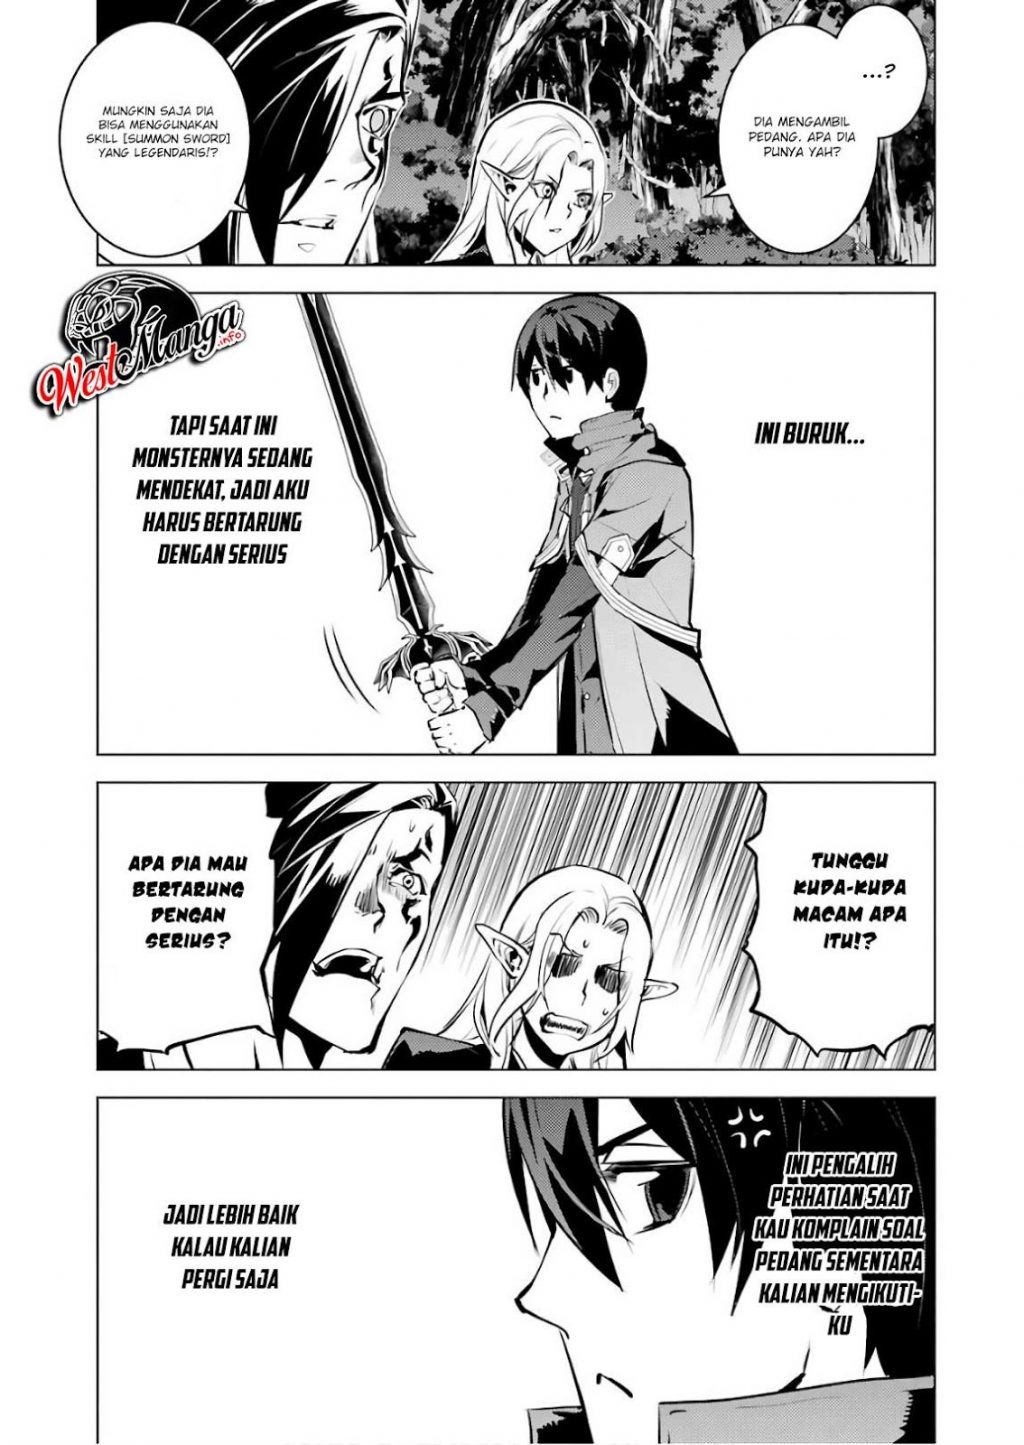 ...?
DIA MENGAMBIL
PEDANG. APA DIA
PUNYA YAH?
MUNGKIN SAJA DIA
BISA MENGGUNAKAN
SKILL [SUMMON SWORD]
YANG LEGENDARIS!?
WestManga
.info
INI BURUK...
TAPI SAAT INI
MONSTERNYA SEDANG
MENDEKAT, JADI AKU
HARUS BERTARUNG
DENGAN SERIUS
TUNGGU
KUDA-KUDA
MACAM APA
ITU!?
APA DIA MAU
BERTARUNG
DENGAN
SERIUS?
INI PENGALIH
PERHATIAN SAAT
KAU KOMPLAIN SOAL
PEDANG SEMENTARA
KALIAN MENGIKUTI-
KU
JADI LEBIH BAIK
KALAU KALIAN
PERGI SAJA